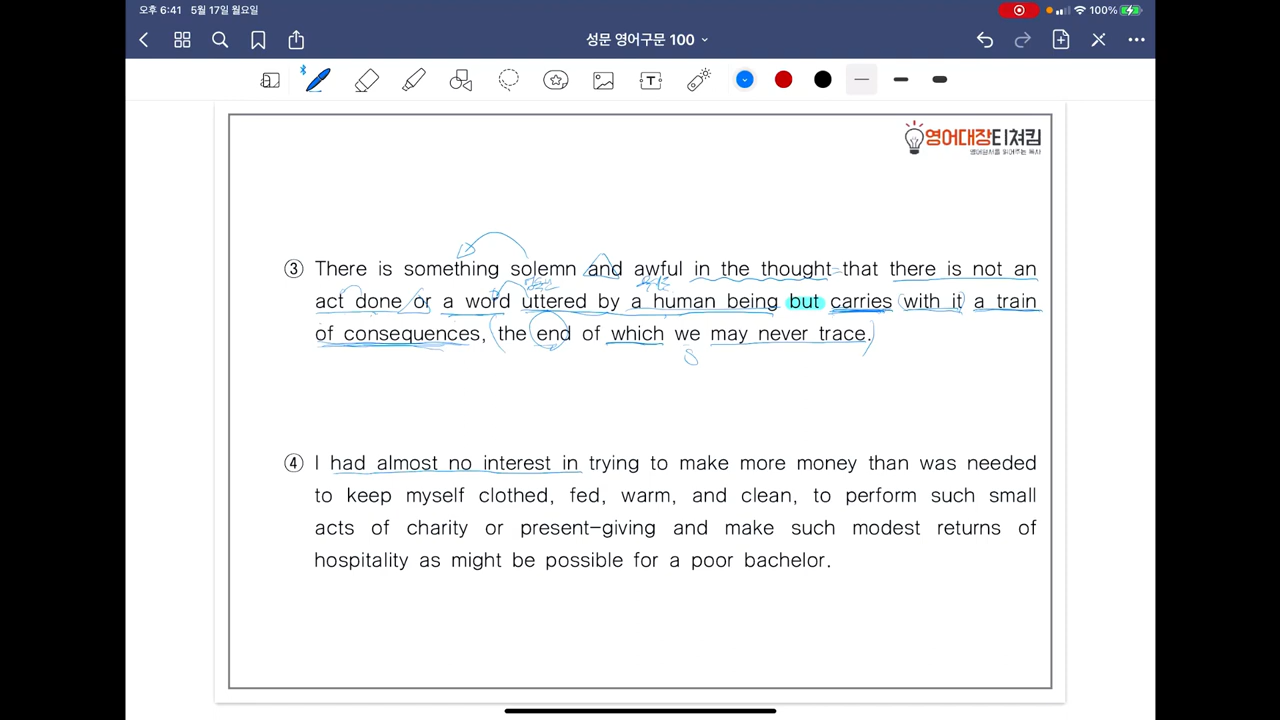 오후 6:41 5월 17일 월요일
100%
성문 영어구문 100
영어대장티쳐킴
③ There is something solemn and awful in the thought that there is not an
act done or a word uttered by a human being but carries with it a train
of consequences, the end of which we may never trace.
S
④ I had almost no interest in trying to make more money than was needed
to keep myself clothed, fed, warm, and clean, to perform such small
acts of charity or present-giving and make such modest returns of
hospitality as might be possible for a poor bachelor.